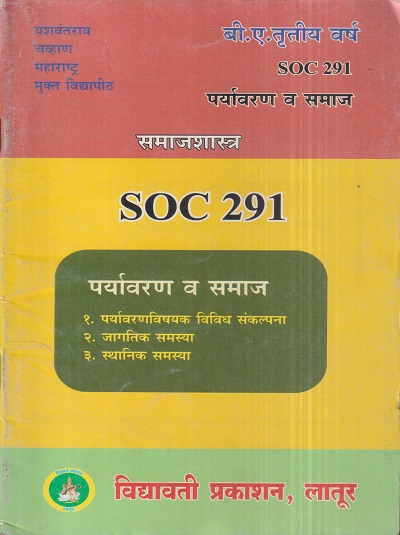 यशवंतराव
चव्हाण
महाराष्ट्र
मुक्त विद्यापीठ
बी.ए.तृतीय वर्ष
SOC 291
पर्यावरण व समाज
समाजशास्त्र
SOC 291
पर्यावरण व समाज
१. पर्यावरणविषयक विविध संकल्पना
२. जागतिक समस्या
३. स्थानिक समस्या
विद्यावती प्रकाशन, लातूर